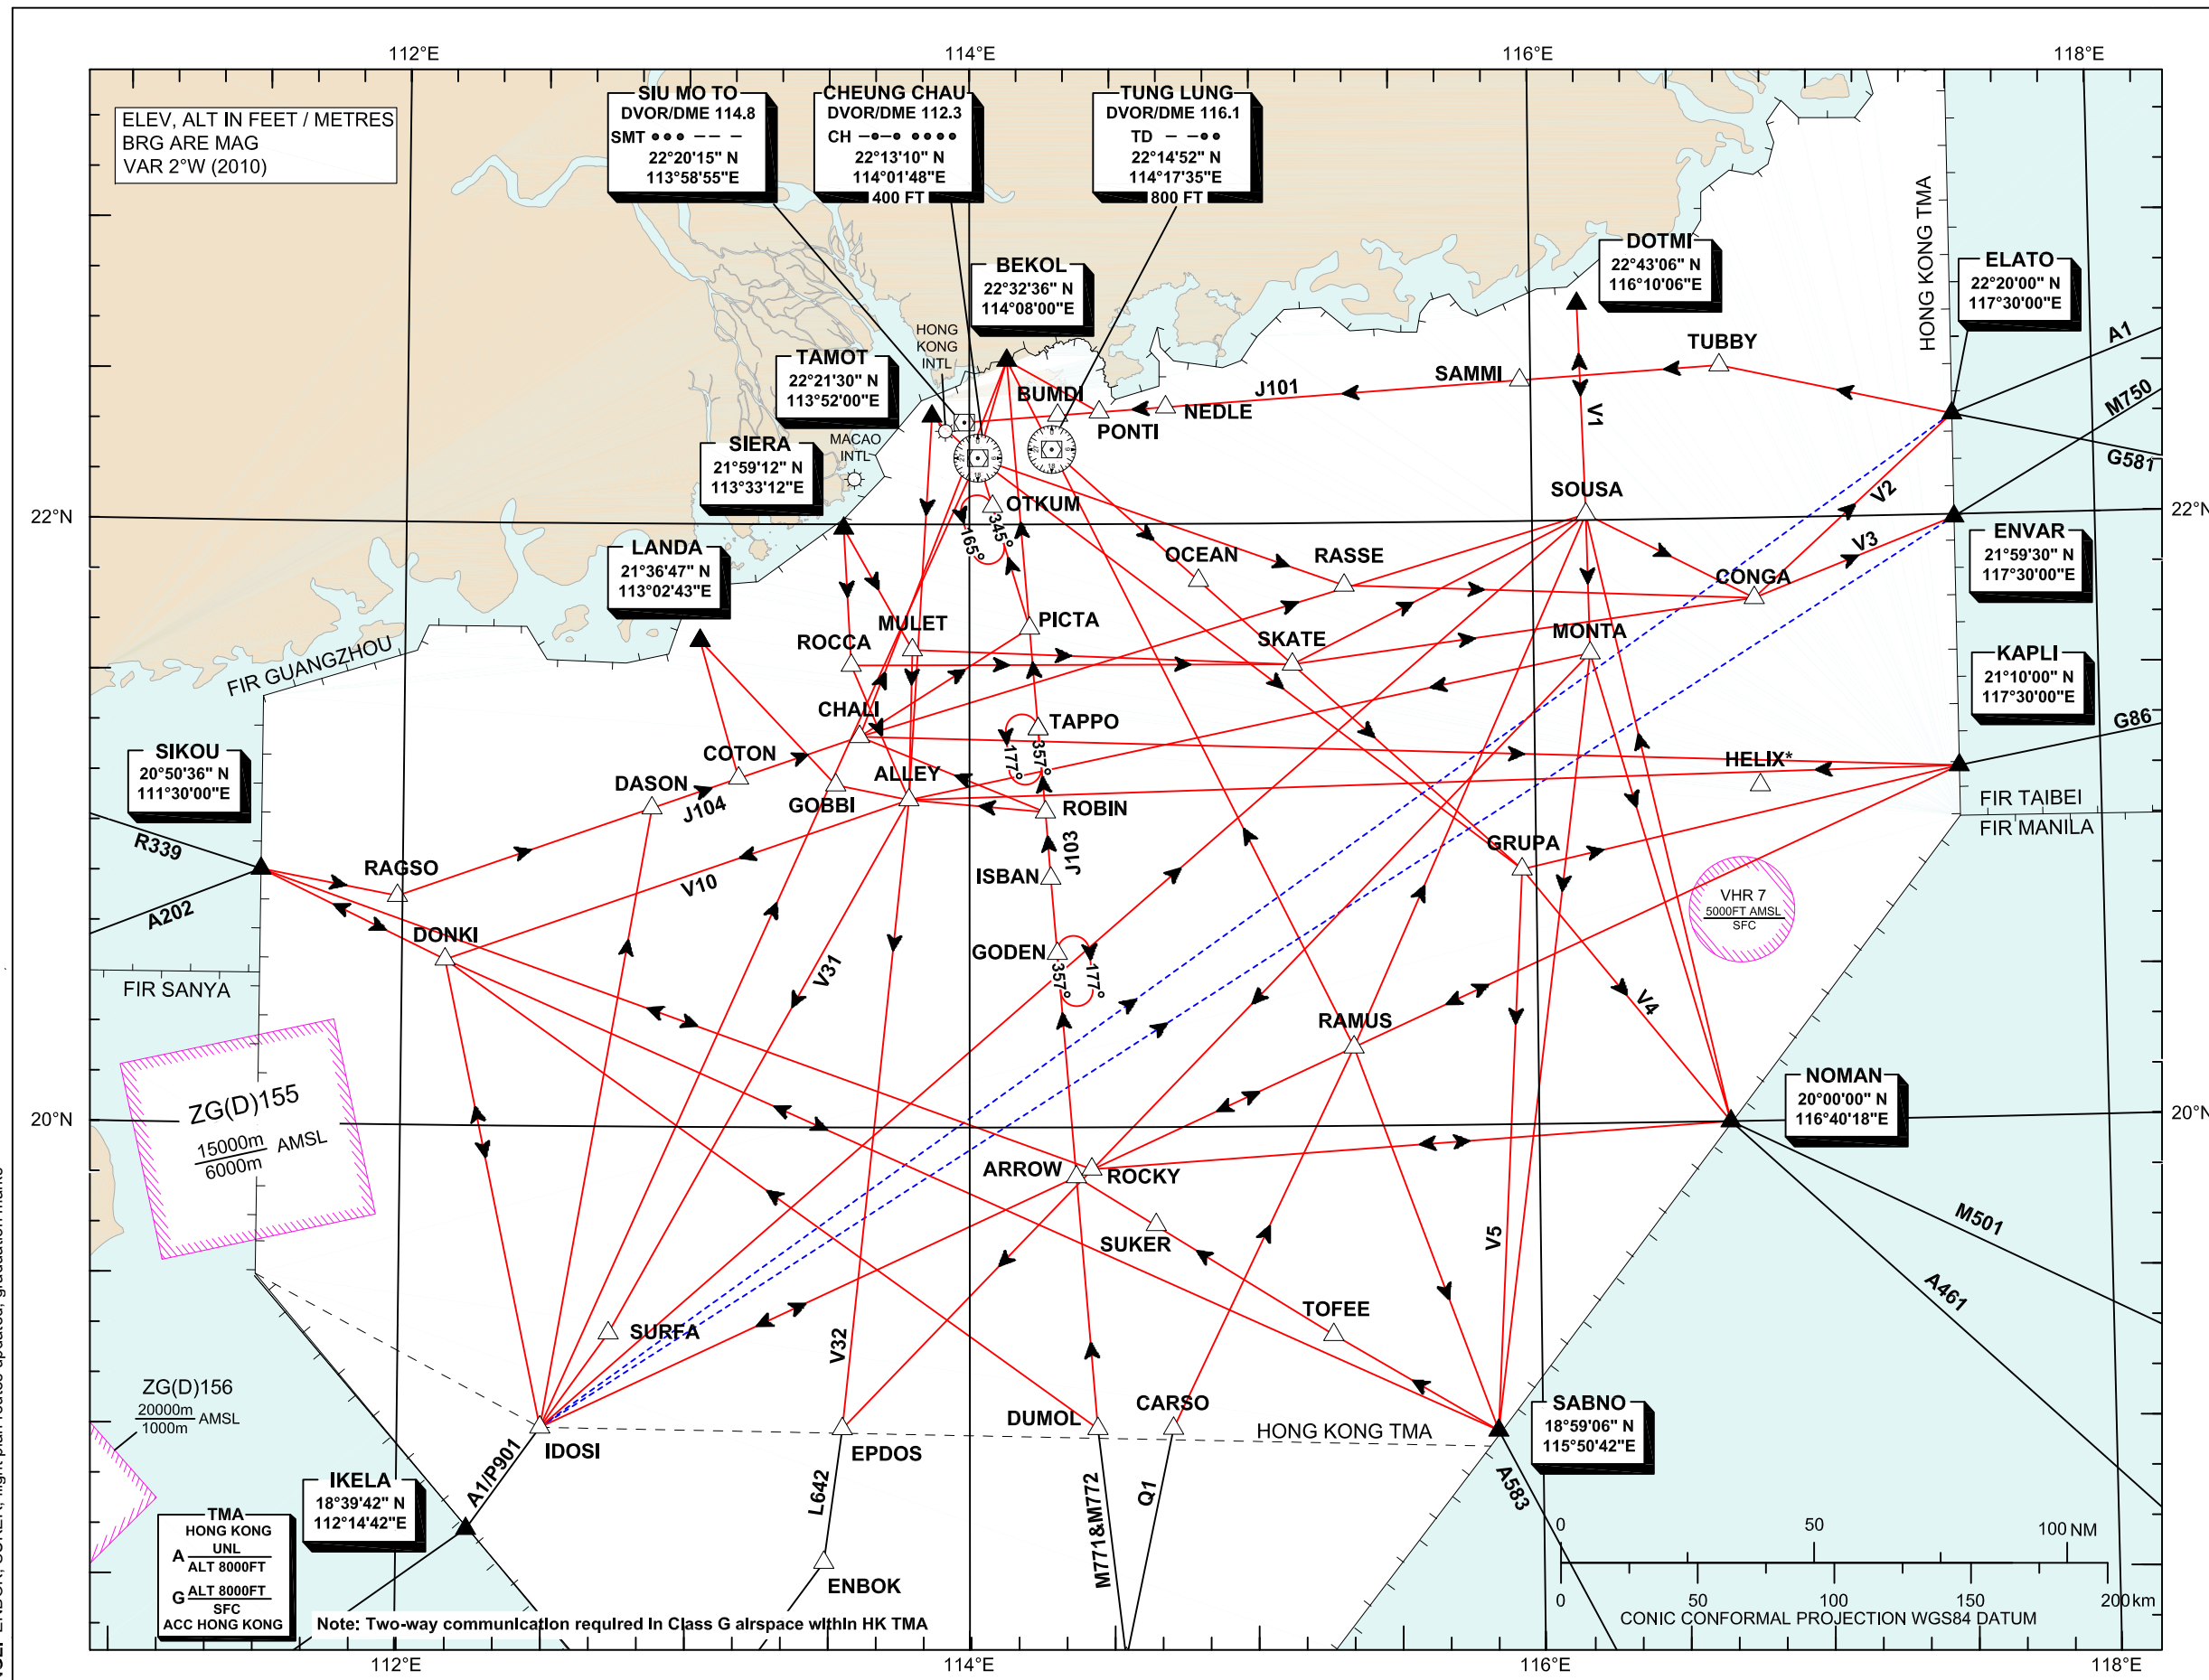 112°E
114°E
116°E
118°E
ELEV, ALT IN FEET / METRES
BRG ARE MAG
VAR 2°W (2010)
SIU MO TO
DVOR/DME 114.8
SMT
22°20'15" N
113°58'55"E
CHEUNG CHAU
DVOR/DME 112.3
CH
22°13'10" N
114°01'48"E
400 FT
TUNG LUNG
DVOR/DME 116.1
TD
22°14'52" N
114°17'35"E
800 FT
HONG KONG TMA
DOTMI
22°43'06" N
116°10'06"E
ELATO
22°20'00" N
117°30'00"E
BEKOL
22°32'36" N
114°08'00"E
HONG
KONG
INTL
TAMOT
22°21'30" N
113°52'00"E
A1
M750
G581
TUBBY
SAMMI
J101
NEDLE
PONTI
BUMDI
V1
MACAO
INTL
SIERA
21°59'12" N
113°33'12"E
SOUSA
V2
V3
OTKUM
165°
345°
22°N
22°N
ENVAR
21°59'30" N
117°30'00"E
LANDA
21°36'47" N
113°02'43"E
OCEAN
RASSE
CONGA
PICTA
MULET
ROCCA
SKATE
MONTA
KAPLI
21°10'00" N
117°30'00"E
G86
FIR GUANGZHOU
CHALI
TAPPO
177°
357°
SIKOU
20°50'36" N
111°30'00"E
COTON
DASON
J104
GOBBI
ALLEY
ROBIN
HELIX*
FIR TAIBEI
FIR MANILA
R339
A202
RAGSO
V10
ISBAN
J103
GRUPA
VHR 7
5000FT AMSL
SFC
DONKI
GODEN
357°
177°
FIR SANYA
V31
V4
RAMUS
ZG(D)155
15000m
6000m
AMSL
NOMAN
20°00'00" N
116°40'18"E
20°N
20°N
ARROW
ROCKY
SUKER
V5
M501
A461
TOFEE
SURFA
V32
ZG(D)156
20000m
1000m
AMSL
IDOSI
EPDOS
DUMOL
CARSO
HONG KONG TMA
SABNO
18°59'06" N
115°50'42"E
IKELA
18°39'42" N
112°14'42"E
A1/P901
L642
M771&M772
Q1
A583
ENBOK
TMA
HONG KONG
A
UNL
ALT 8000FT
G
ALT 8000FT
SFC
ACC HONG KONG
Note: Two-way communication required in Class G airspace within HK TMA
0
50
100 NM
0
50
100
150
200km
CONIC CONFORMAL PROJECTION WGS84 DATUM
112°E
114°E
116°E
118°E